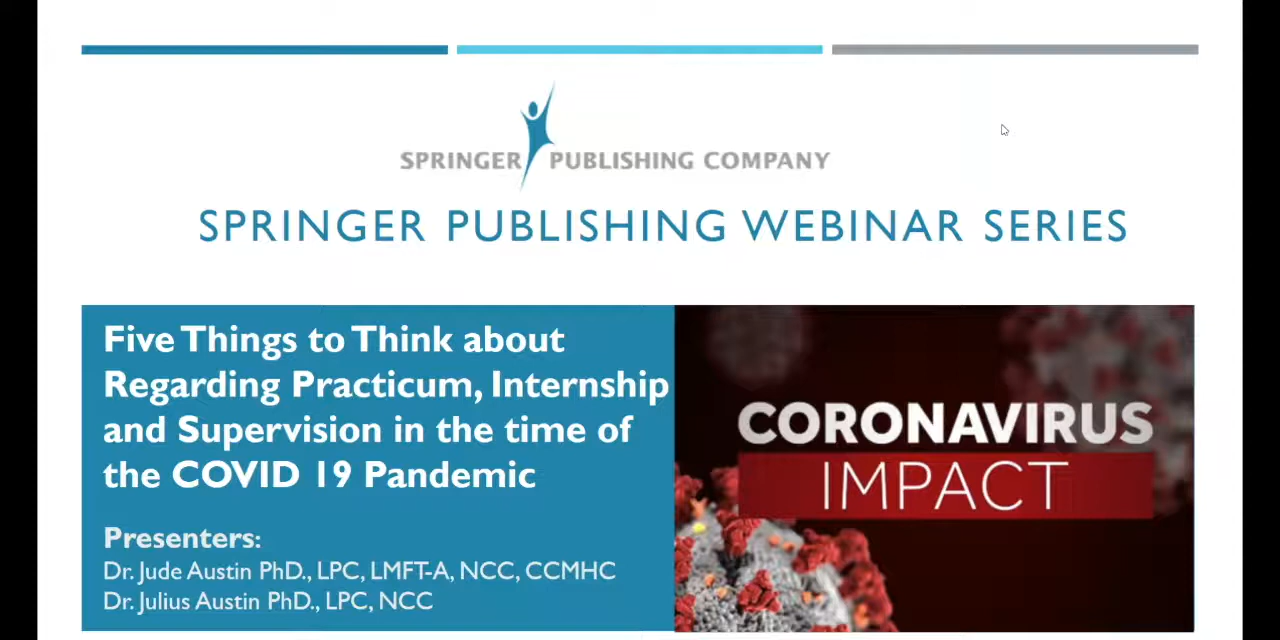 SPRINGER PUBLISHING COMPANY
SPRINGER PUBLISHING WEBINAR SERIES
Five Things to Think about
Regarding Practicum, Internship
and Supervision in the time of
the COVID 19 Pandemic
Presenters:
Dr. Jude Austin PhD., LPC, LMFT-A, NCC, CCMHC
Dr. Julius Austin PhD., LPC, NCC
CORONAVIRUS
IMPACT